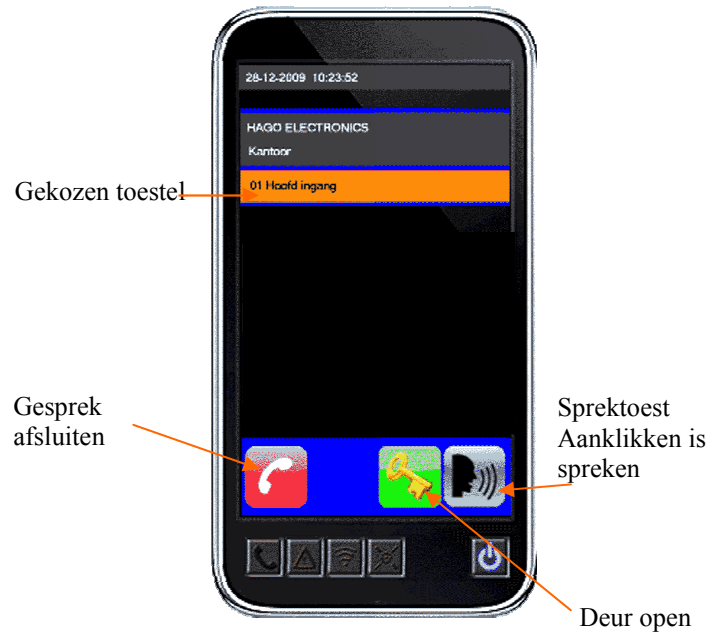 28-12-2009 10:23:52
HAGO ELECTRONICS
Kantoor
Gekozen toestel
01 Hoofd ingang
Gesprek
afsluiten
Sprektoest
Aanklikken is
spreken
Deur open